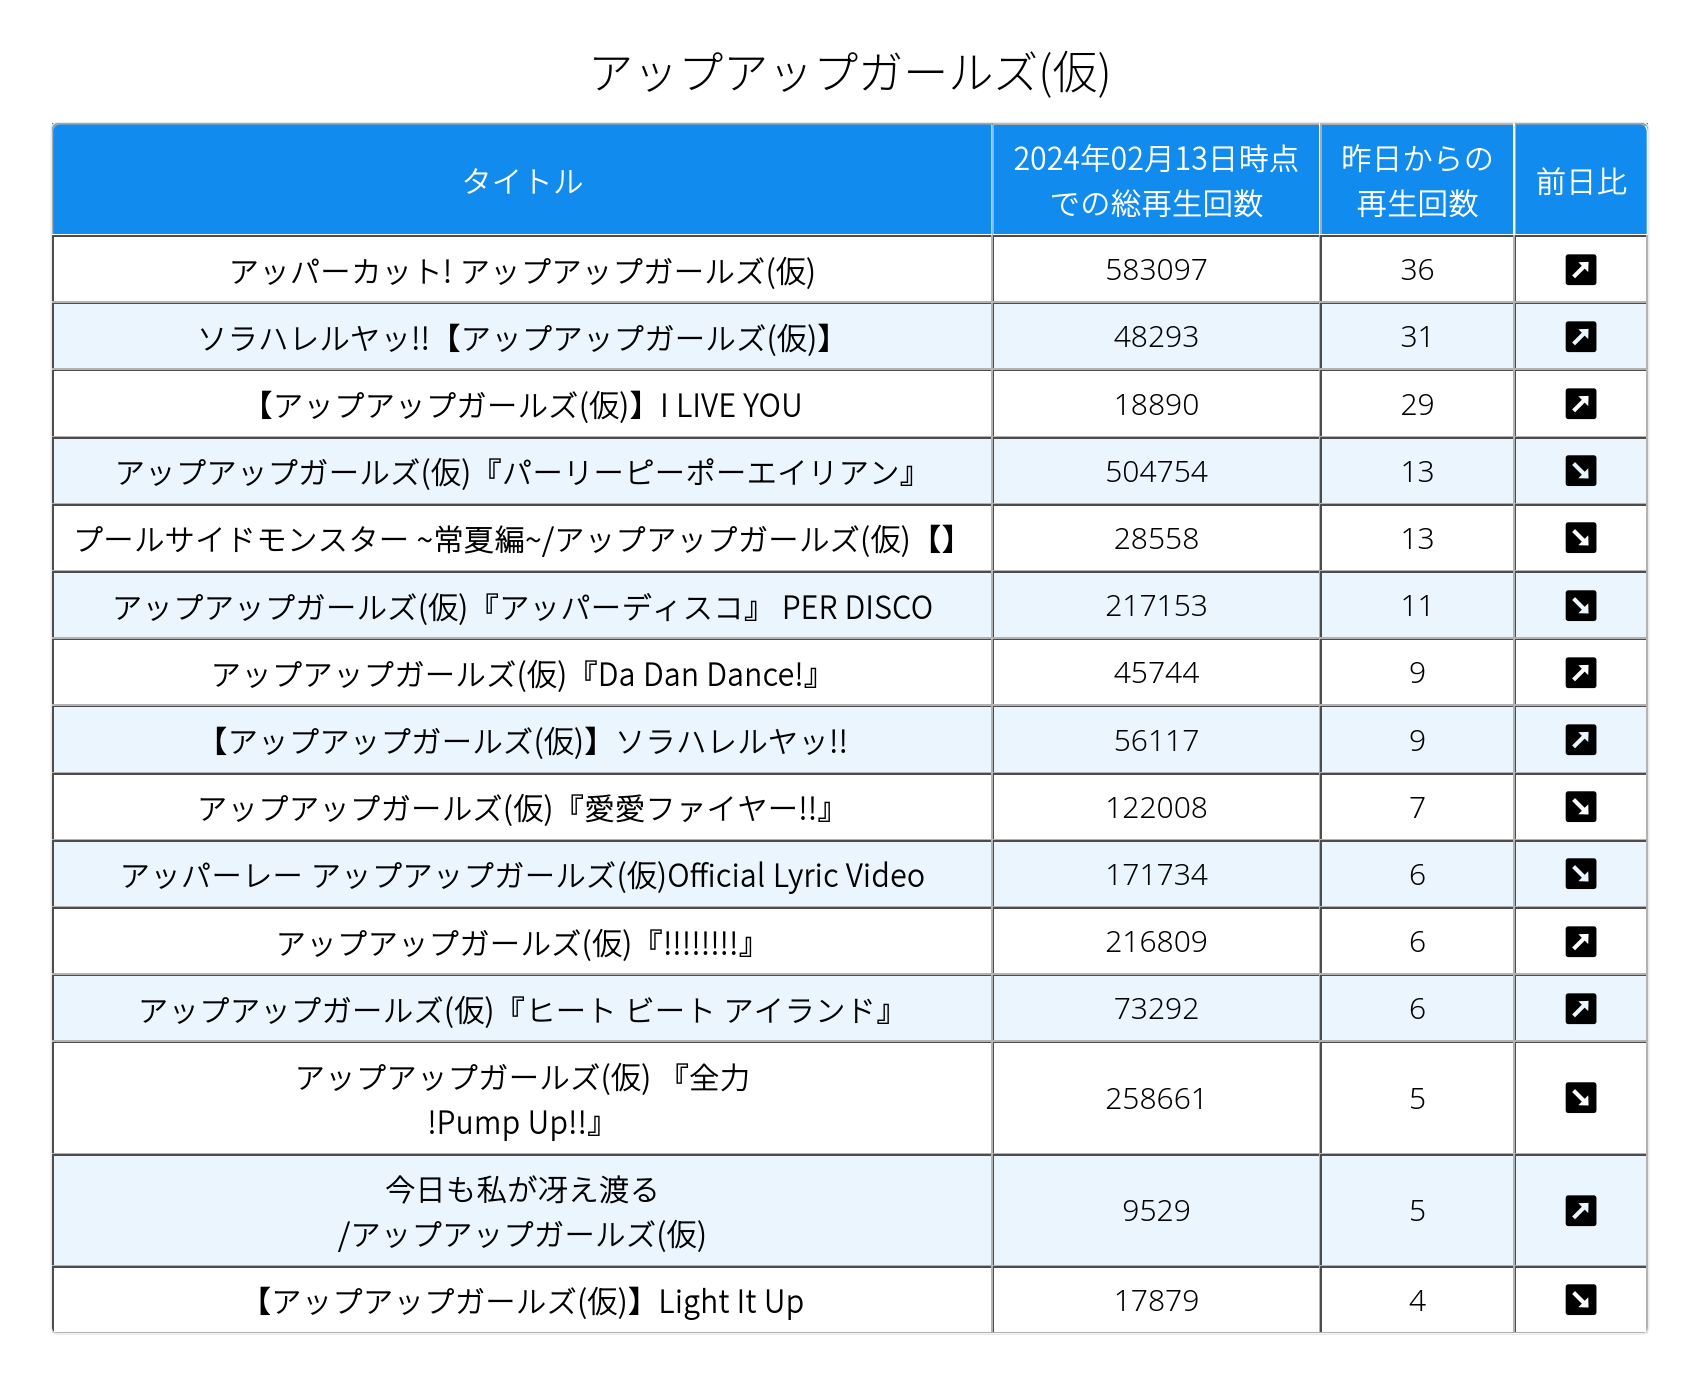 アップアップガールズ(仮)
タイトル 2024年02月13日時点での総再生回数 昨日からの再生回数 前日比
アッパーカット! アップアップガールズ(仮) 583097 36
ソラハレルヤッ!!【アップアップガールズ(仮)】 48293 31
【アップアップガールズ(仮)】I LIVE YOU 18890 29
アップアップガールズ(仮)『パーリーピーポーエイリアン』 504754 13
プールサイドモンスター ~常夏編~/アップアップガールズ(仮)【】 28558 13
アップアップガールズ(仮)『アッパーディスコ』 PER DISCO 217153 11
アップアップガールズ(仮)『Da Dan Dance!』 45744 9
【アップアップガールズ(仮)】ソラハレルヤッ!! 56117 9
アップアップガールズ(仮)『愛愛ファイヤー!!』 122008 7
アッパーレー アップアップガールズ(仮)Official Lyric Video 171734 6
アップアップガールズ(仮)『!!!!!!!!』 216809 6
アップアップガールズ(仮)『ヒート ビート アイランド』 73292 6
アップアップガールズ(仮) 『全力
!Pump Up!!』 258661 5
今日も私が冴え渡る
/アップアップガールズ(仮) 9529 5
【アップアップガールズ(仮)】Light It Up 17879 4